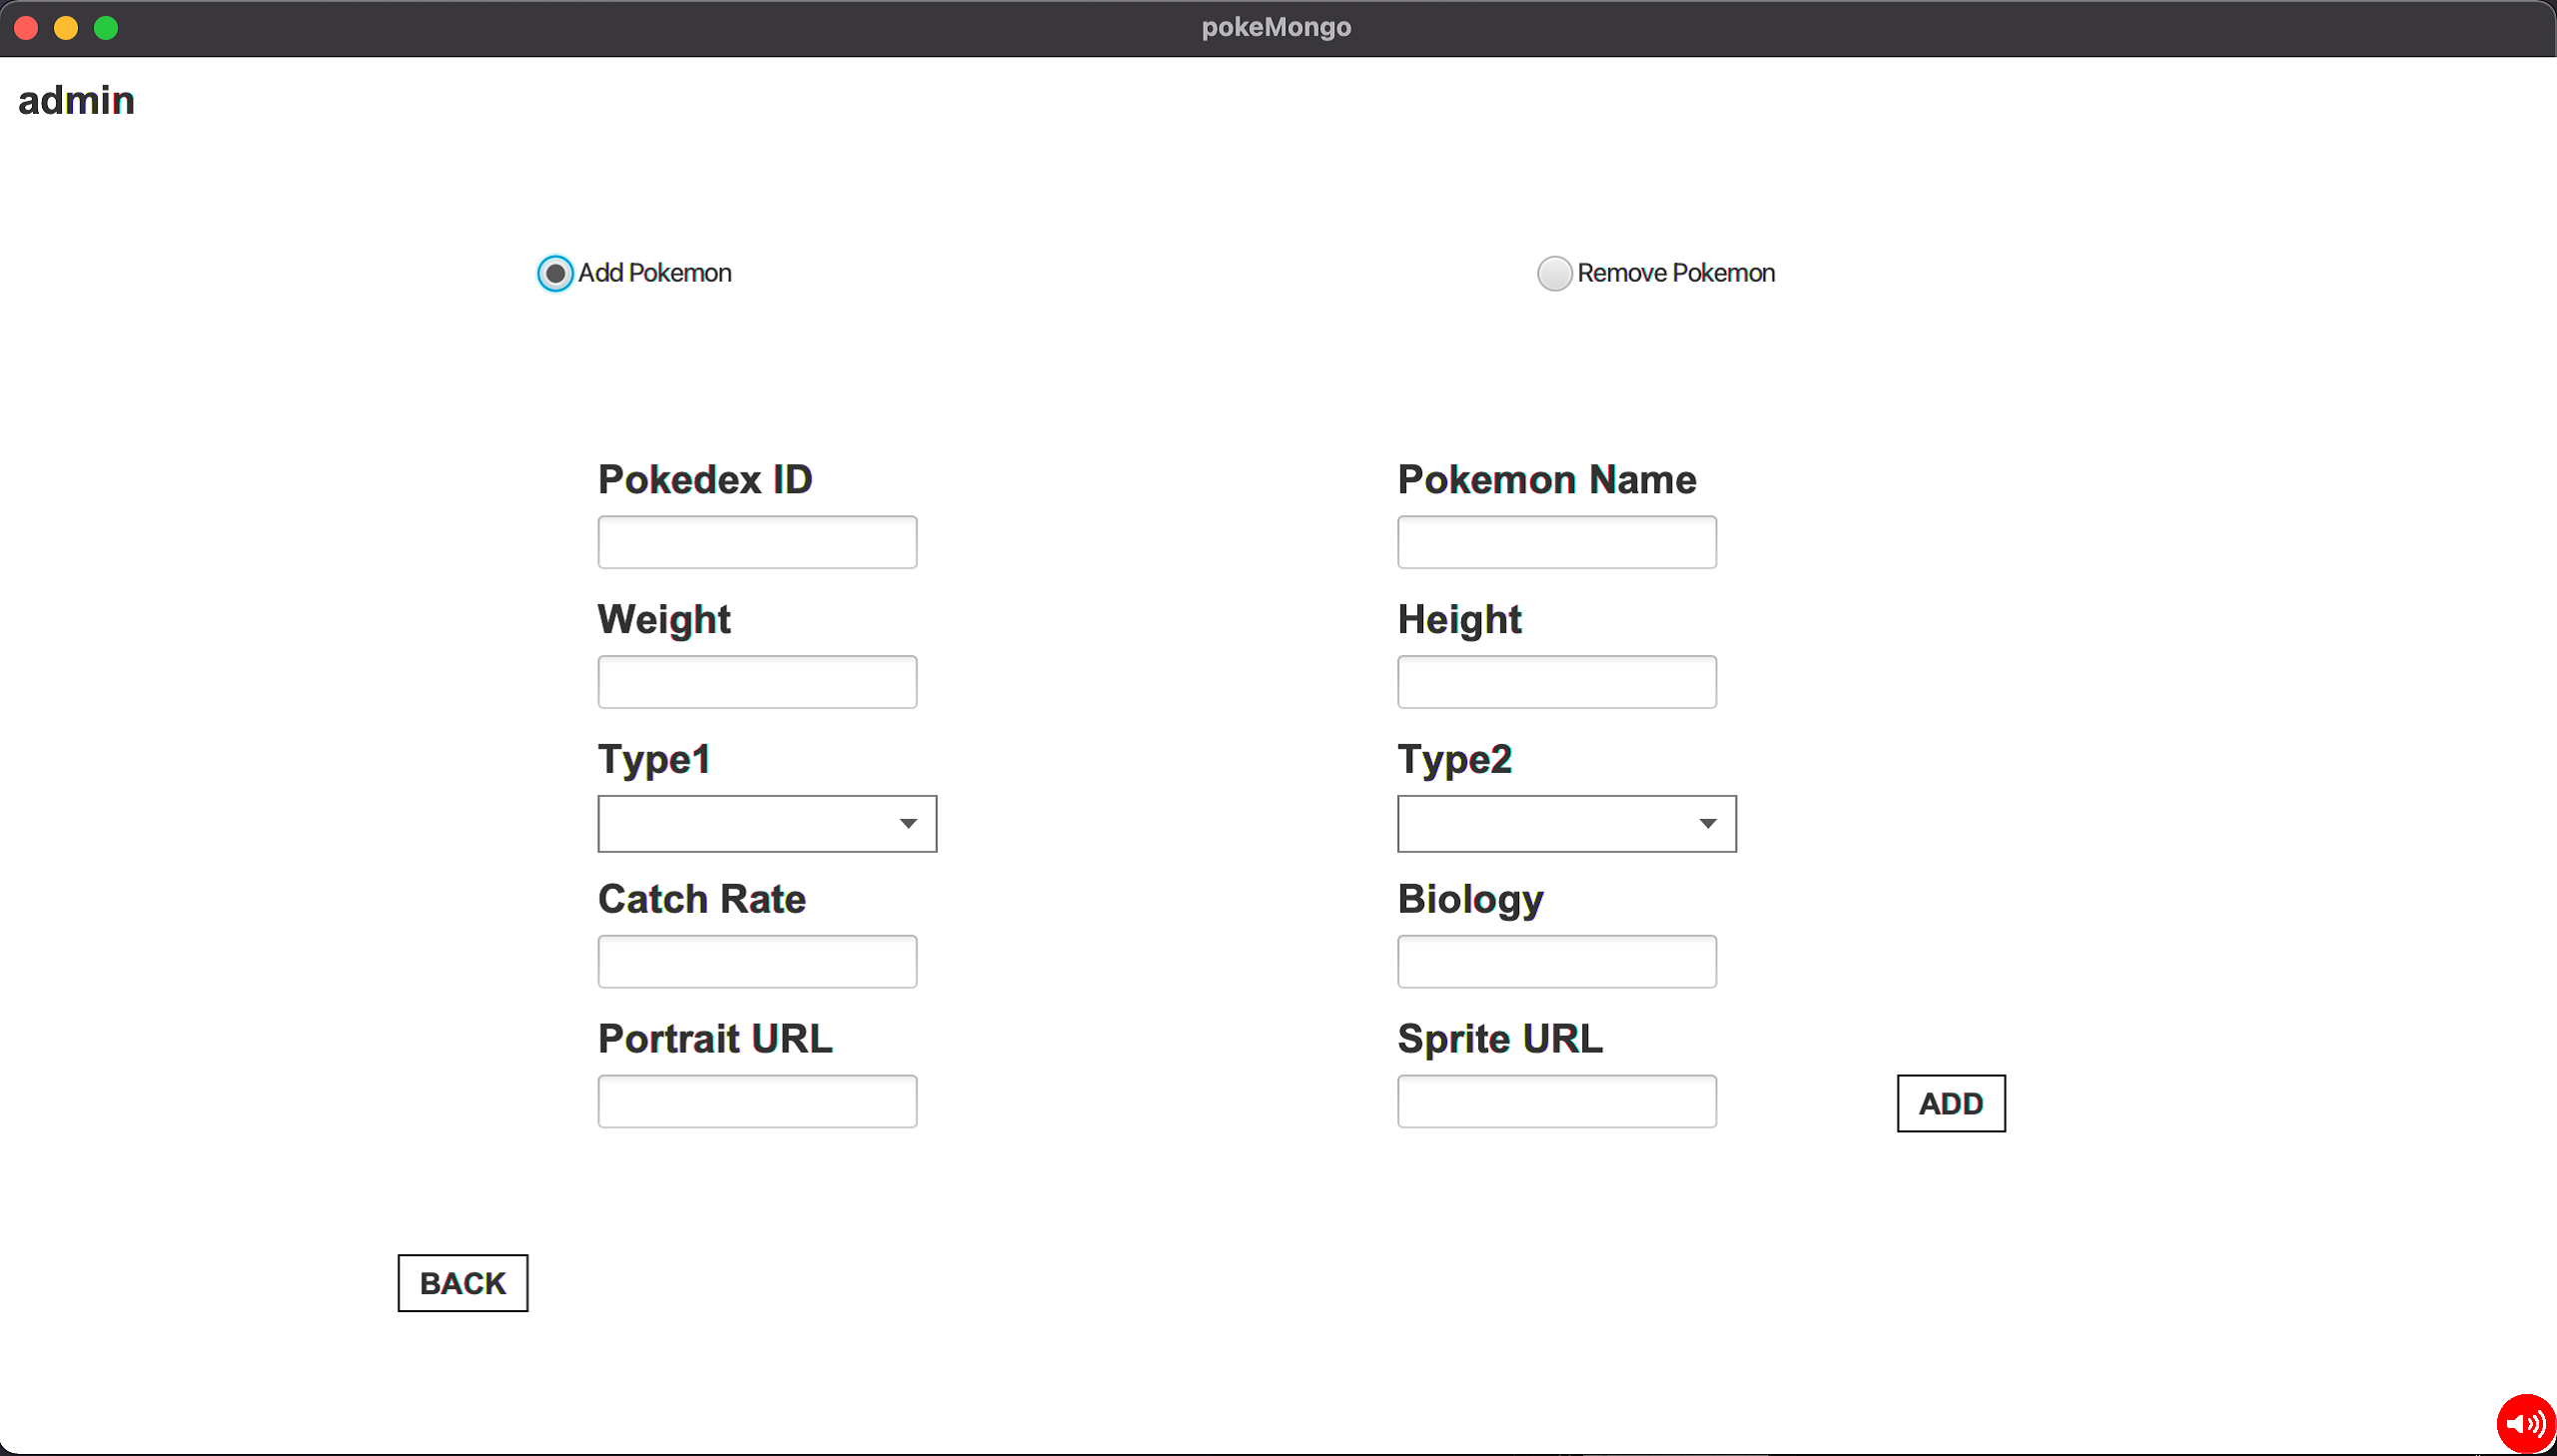 pokeMongo
admin
Add Pokemon
Remove Pokemon
Pokedex ID
Pokemon Name
Weight
Height
Type1
Type2
Catch Rate
Biology
Portrait URL
Sprite URL
ADD
BACK